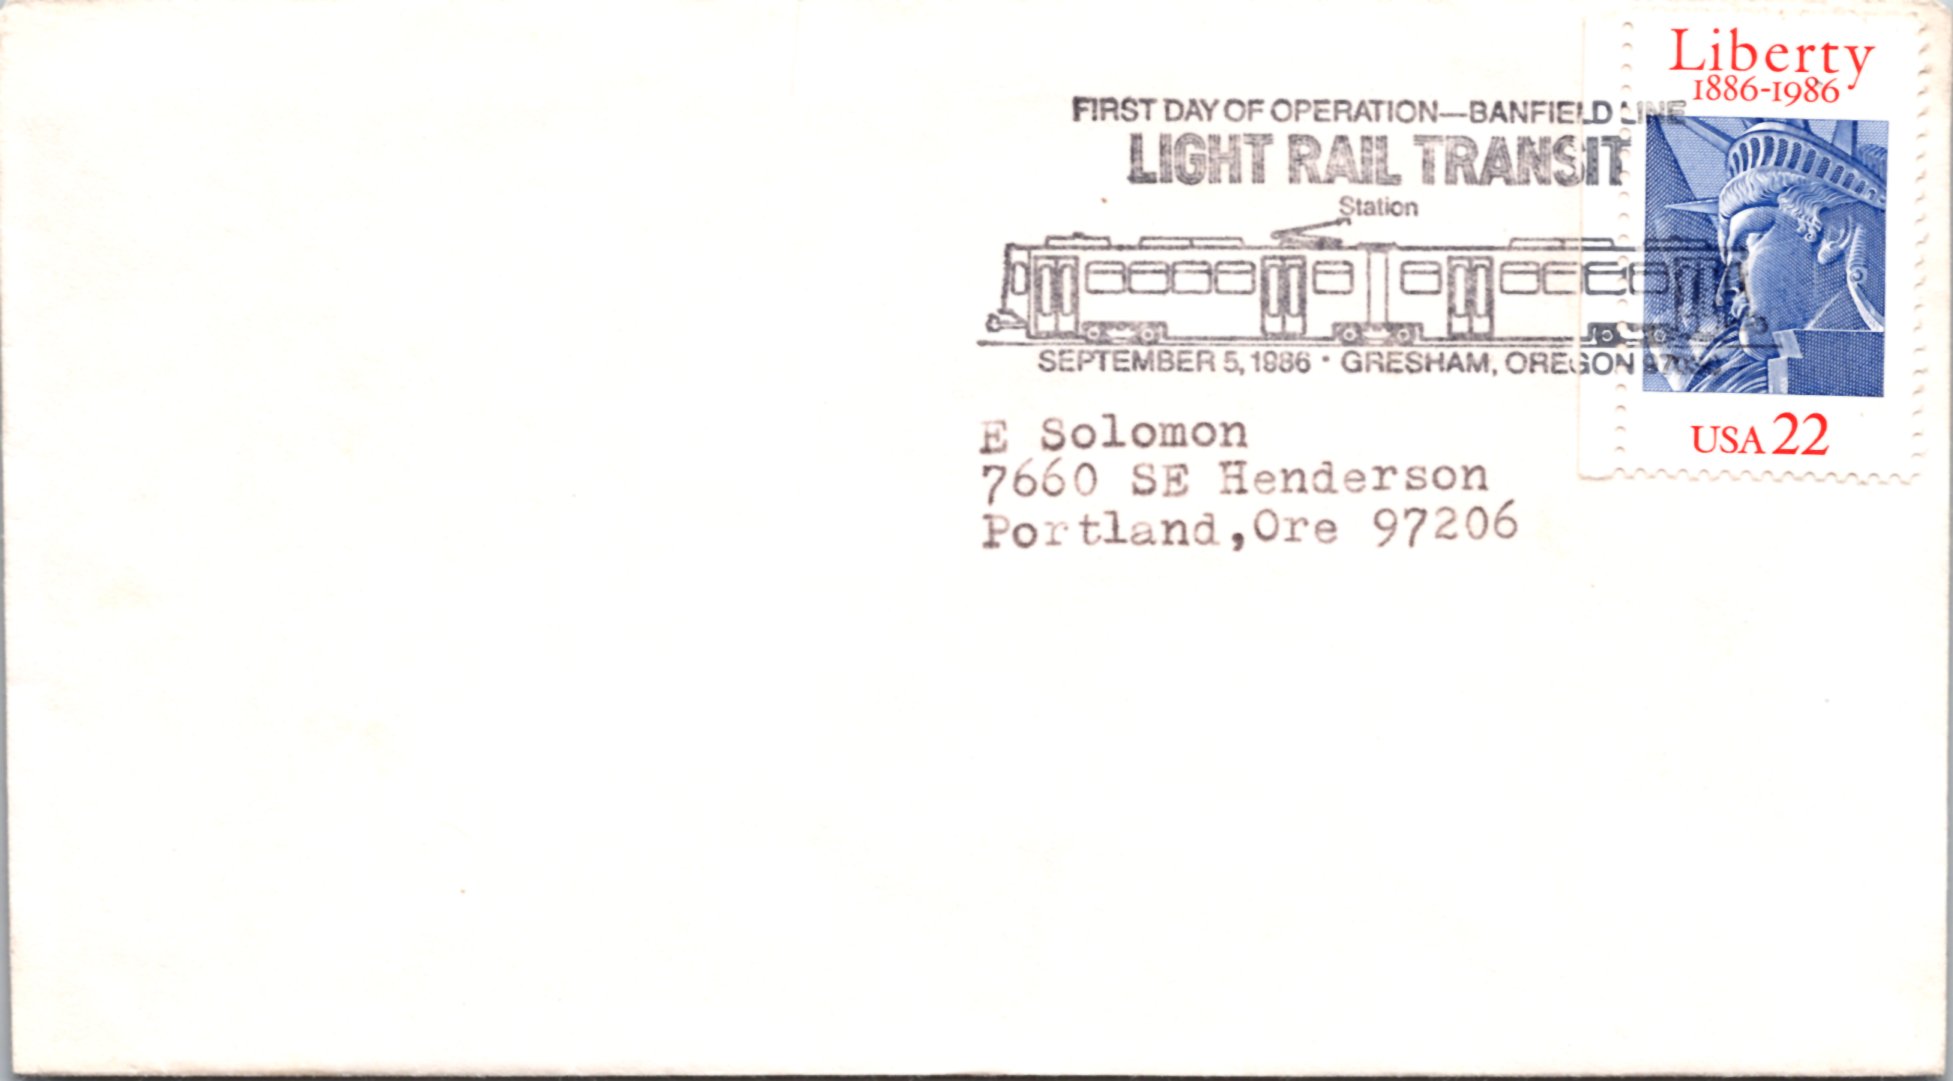 Liberty
1886-1986
FIRST DAY OF OPERATION—BANFIELD LINE
LIGHT RAIL TRANSIT
Station
SEPTEMBER 5, 1986 • GRESHAM, OREGON
USA 22
E Solomon
7660 SE Henderson
Portland,Ore 97206